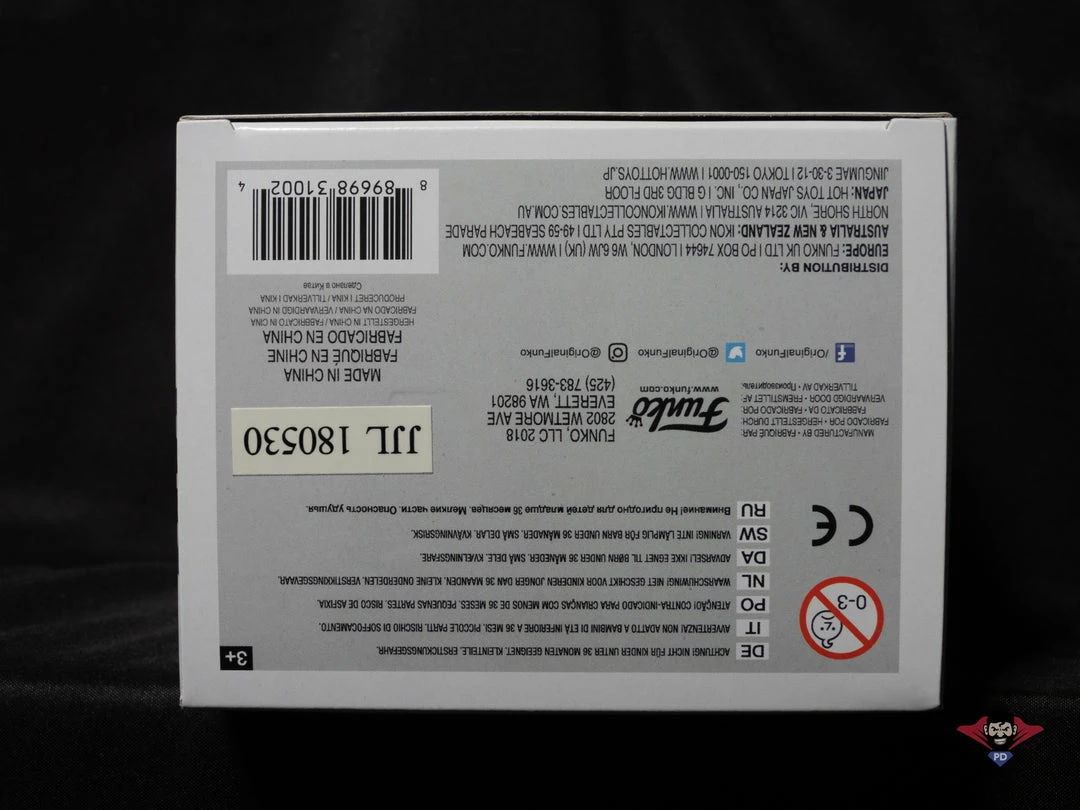 DE ACHTUNG! FÜR KINDER UNTER 36 MONATEN GEEIGNET. KLEINTEILE. ERSTICKUNGSGEFAHR.
3+
IT AVVERTENZA! NON ADATTO A BAMBINI DI ETÀ INFERIORE A 36 MESI. PICCOLE PARTI. RISCHIO DI SOFFOCAMENTO.
0-3
PO ATENÇÃO! CONTRA-INDICADO PARA CRIANÇAS COM MENOS DE 36 MESES. PEQUENAS PARTES. RISCO DE ASFIXIA.
NL WAARSCHUWING! NIET GESCHIKT VOOR KINDEREN JONGER DAN 36 MAANDEN. KLEINE ONDERDELEN. VERSTIKKINGSGEVAAR.
DA ADVARSEL! IKKE EGNET TIL BØRN UNDER 36 MÅNEDER. SMÅ DELE. KVÆLNINGSFARE.
SW VARNING! INTE LÄMPLIG FÖR BARN UNDER 36 MÅNADER. SMÅ DELAR. KVÄVNINGSRISK.
RU Внимание! Не пригодно для детей младше 36 месяцев. Мелкие части. Опасность удушья.
CE
MANUFACTURED BY • FABRIQUÉ PAR:
FABRICADO POR • HERGESTELLT DURCH:
FABBRICATO DA • FABRICADO POR:
VERVAARDIGD DOOR • FREMSTILLET AF:
TILLVERKAD AV • Производитель:
Funko
www.funko.com
FUNKO, LLC 2018
2802 WETMORE AVE
EVERETT, WA 98201
(425) 783-3616
JJL 180530
/OriginalFunko @OriginalFunko @OriginalFunko
MADE IN CHINA
FABRIQUÉ EN CHINE
FABRICADO EN CHINA
HERGESTELLT IN CHINA / FABBRICATO IN CINA
FABRICADO NA CHINA / VERVAARDIGD IN CHINA
PRODUCERET I KINA / TILLVERKAD I KINA
Сделано в Китае
DISTRIBUTION BY:
EUROPE: FUNKO UK LTD | PO BOX 74644 | LONDON, W6 6JW (UK) | WWW.FUNKO.COM
AUSTRALIA & NEW ZEALAND: IKON COLLECTABLES PTY LTD | 49-59 SEABEACH PARADE
NORTH SHORE, VIC 3214 AUSTRALIA | WWW.IKONCOLLECTABLES.COM.AU
JAPAN: HOT TOYS JAPAN CO., INC. | G BLDG 3RD FLOOR
JINGUMAE 3-30-12 | TOKYO 150-0001 | WWW.HOTTOYS.JP
8 89698 31002 4
PD